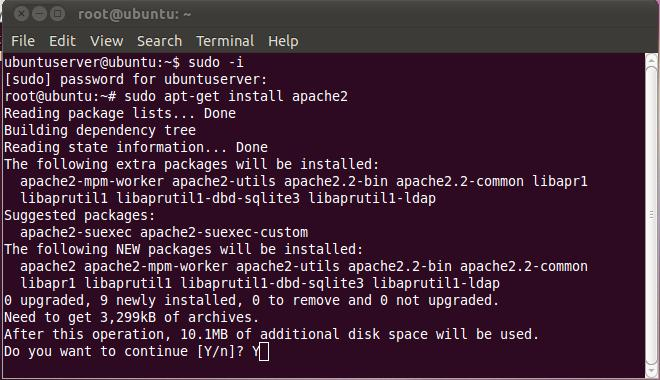 root@ubuntu: ~
File Edit View Search Terminal Help
ubuntuserver@ubuntu:~$ sudo -i
[sudo] password for ubuntuserver:
root@ubuntu:~# sudo apt-get install apache2
Reading package lists... Done
Building dependency tree
Reading state information... Done
The following extra packages will be installed:
  apache2-mpm-worker apache2-utils apache2.2-bin apache2.2-common libapr1
  libaprutil1 libaprutil1-dbd-sqlite3 libaprutil1-ldap
Suggested packages:
  apache2-suexec apache2-suexec-custom
The following NEW packages will be installed:
  apache2 apache2-mpm-worker apache2-utils apache2.2-bin apache2.2-common
  libapr1 libaprutil1 libaprutil1-dbd-sqlite3 libaprutil1-ldap
0 upgraded, 9 newly installed, 0 to remove and 0 not upgraded.
Need to get 3,299kB of archives.
After this operation, 10.1MB of additional disk space will be used.
Do you want to continue [Y/n]? Y